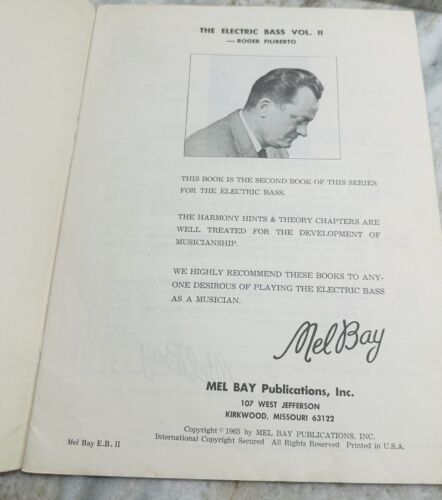 THE ELECTRIC BASS VOL. II
— ROGER FILIBERTO
THIS BOOK IS THE SECOND BOOK OF THIS SERIES
FOR THE ELECTRIC BASS.
THE HARMONY HINTS & THEORY CHAPTERS ARE
WELL TREATED FOR THE DEVELOPMENT OF
MUSICIANSHIP.
WE HIGHLY RECOMMEND THESE BOOKS TO ANY-
ONE DESIROUS OF PLAYING THE ELECTRIC BASS
AS A MUSICIAN.
Mel Bay
MEL BAY Publications, Inc.
107 WEST JEFFERSON
KIRKWOOD, MISSOURI 63122
Copyright © 1965 by MEL BAY PUBLICATIONS, INC.
International Copyright Secured All Rights Reserved Printed in U.S.A.
Mel Bay E.B. II